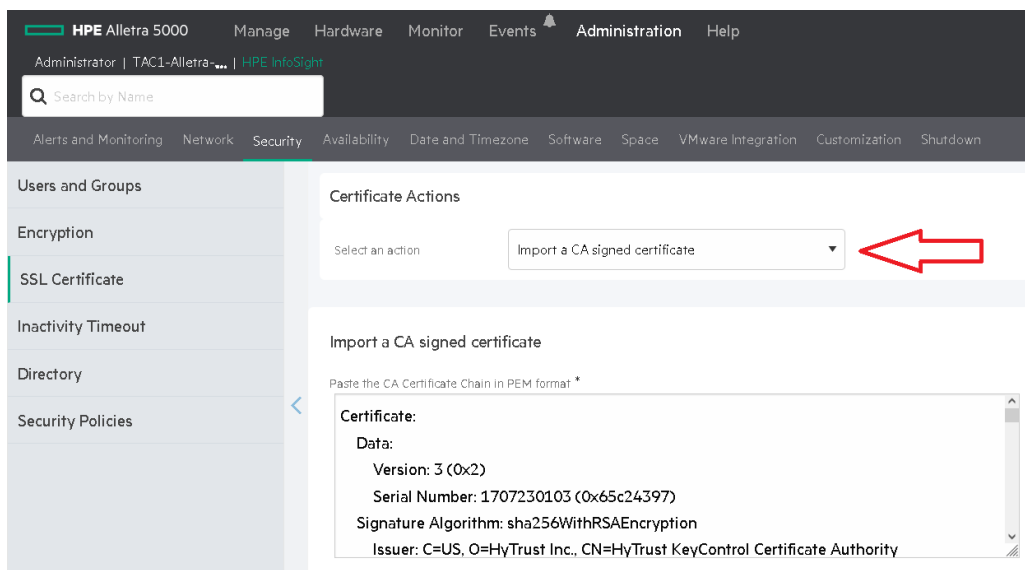 HPE Alletra 5000 Manage Hardware Monitor Events Administration Help
Administrator | TAC1-Alletra-... | HPE InfoSight
Search by Name
Alerts and Monitoring Network Security Availability Date and Timezone Software Space VMware Integration Customization Shutdown
Users and Groups
Encryption
SSL Certificate
Inactivity Timeout
Directory
Security Policies
Certificate Actions
Select an action Import a CA signed certificate
Import a CA signed certificate
Paste the CA Certificate Chain in PEM format *
Certificate:
Data:
Version: 3 (0x2)
Serial Number: 1707230103 (0x65c24397)
Signature Algorithm: sha256WithRSAEncryption
Issuer: C=US, O=HyTrust Inc., CN=HyTrust KeyControl Certificate Authority